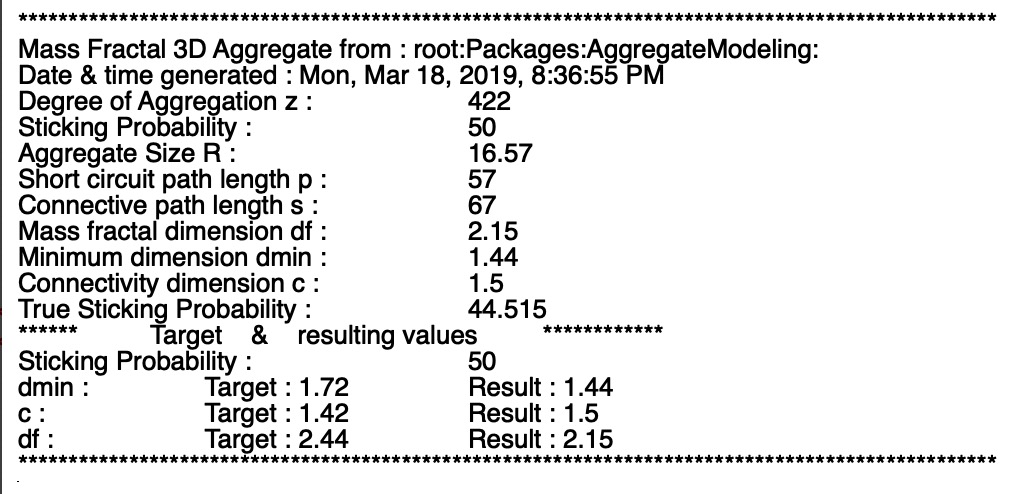 ****************************************************************************************************
Mass Fractal 3D Aggregate from : root:Packages:AggregateModeling:
Date & time generated : Mon, Mar 18, 2019, 8:36:55 PM
Degree of Aggregation z : 422
Sticking Probability : 50
Aggregate Size R : 16.57
Short circuit path length p : 57
Connective path length s : 67
Mass fractal dimension df : 2.15
Minimum dimension dmin : 1.44
Connectivity dimension c : 1.5
True Sticking Probability : 44.515
****** Target & resulting values ************
Sticking Probability : 50
dmin : Target : 1.72 Result : 1.44
c : Target : 1.42 Result : 1.5
df : Target : 2.44 Result : 2.15
****************************************************************************************************
.